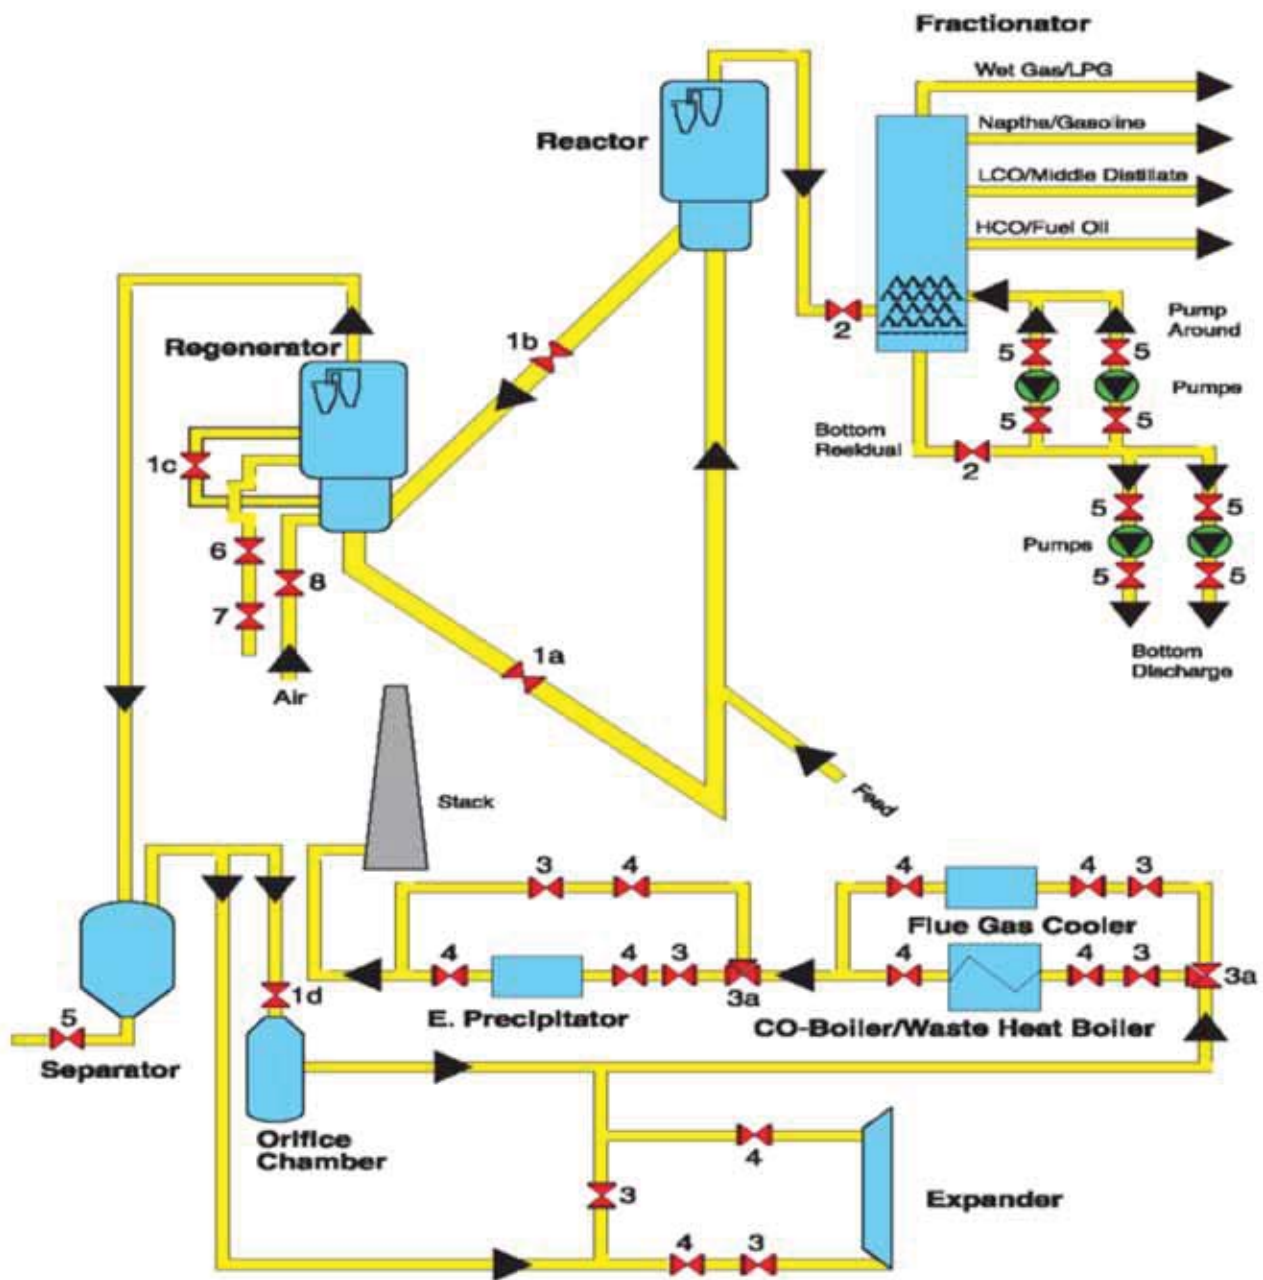 Fractionator
Wet Gas/LPG
Naptha/Gasoline
LCO/Middle Distillate
HCO/Fuel Oil
Reactor
2
Pump
Around
5
5
Pumps
5
5
Bottom
Residual
2
5
5
Pumps
5
5
Bottom
Discharge
Regenerator
1b
1c
6
8
7
Air
1a
Feed
Stack
3
4
4
4
3
Flue Gas Cooler
4
4
3
3a
E. Precipitator
4
4
3
3a
CO-Boiler/Waste Heat Boiler
5
Separator
1d
Orifice
Chamber
4
3
4
3
Expander